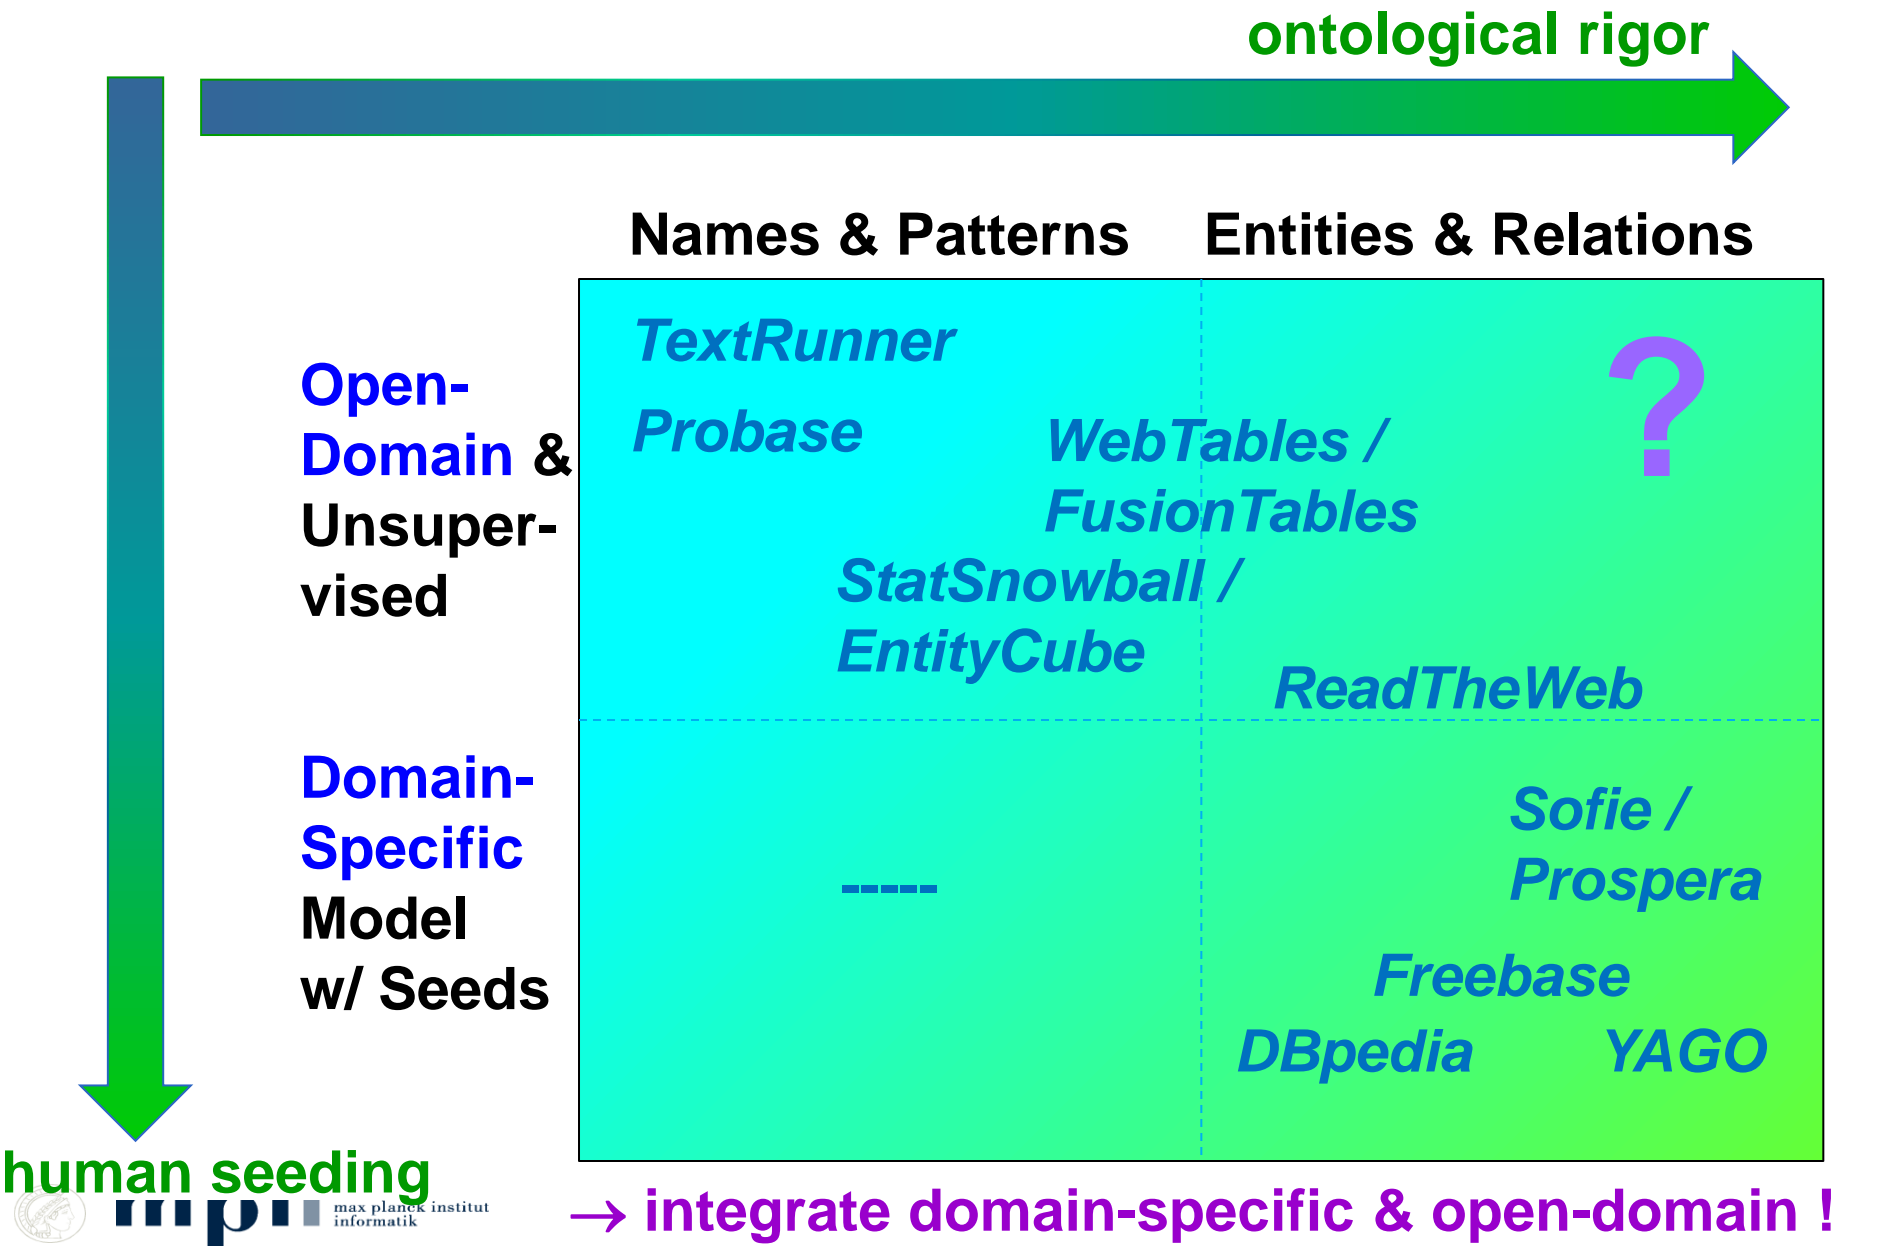 ontological rigor
Names & Patterns Entities & Relations
Open-
Domain &
Unsuper-
vised
TextRunner
Probase
WebTables /
FusionTables
StatSnowball /
EntityCube
?
ReadTheWeb
Domain-
Specific
Model
w/ Seeds
-----
Sofie /
Prospera
Freebase
DBpedia YAGO
human seeding
mpii max planck institut
informatik
→ integrate domain-specific & open-domain !